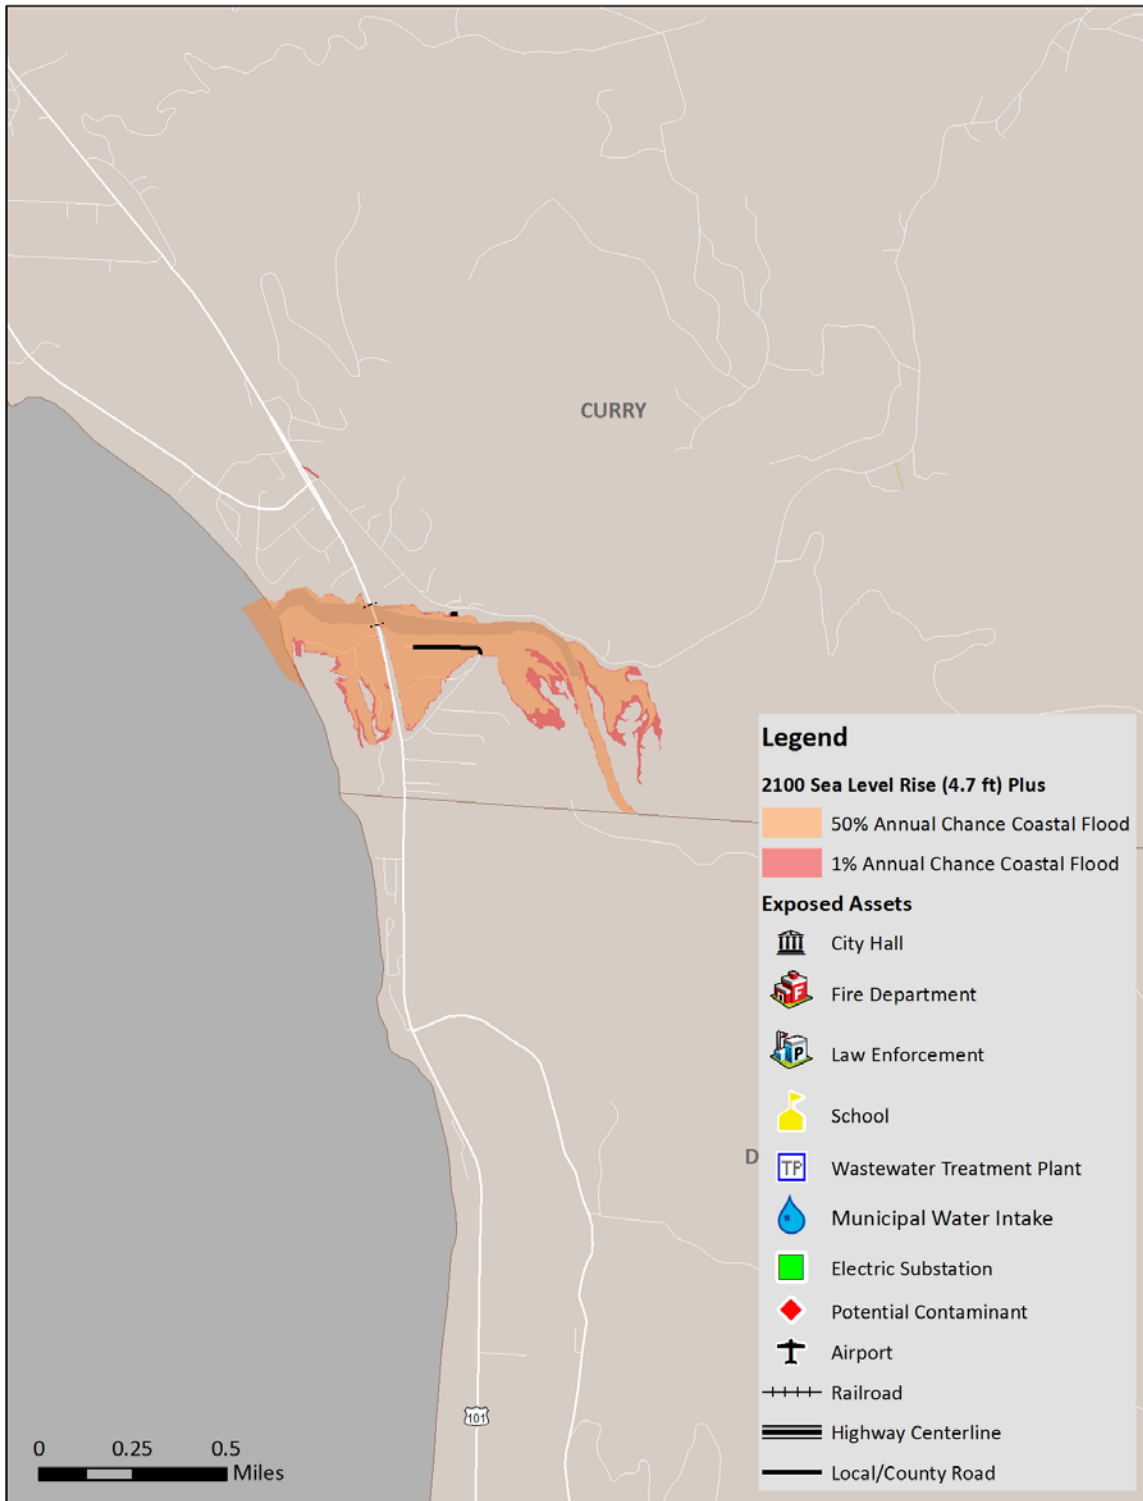 CURRY
Legend
2100 Sea Level Rise (4.7 ft) Plus
50% Annual Chance Coastal Flood
1% Annual Chance Coastal Flood
Exposed Assets
City Hall
F
Fire Department
P
Law Enforcement
School
D
TP
Wastewater Treatment Plant
Municipal Water Intake
Electric Substation
Potential Contaminant
Airport
Railroad
101
Highway Centerline
0 0.25 0.5
Miles
Local/County Road